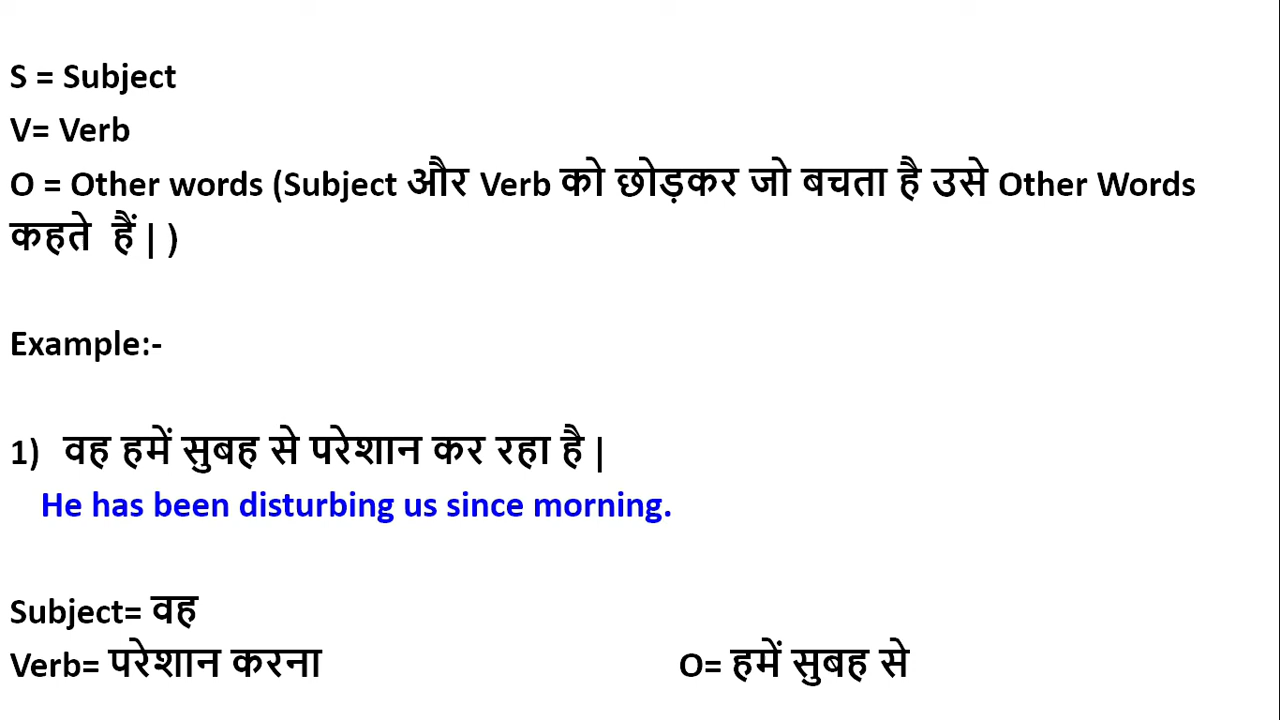 S = Subject
V= Verb
O = Other words (Subject और Verb को छोड़कर जो बचता है उसे Other Words
कहते हैं | )
Example:-
1) वह हमें सुबह से परेशान कर रहा है |
He has been disturbing us since morning.
Subject= वह
Verb= परेशान करना O= हमें सुबह से